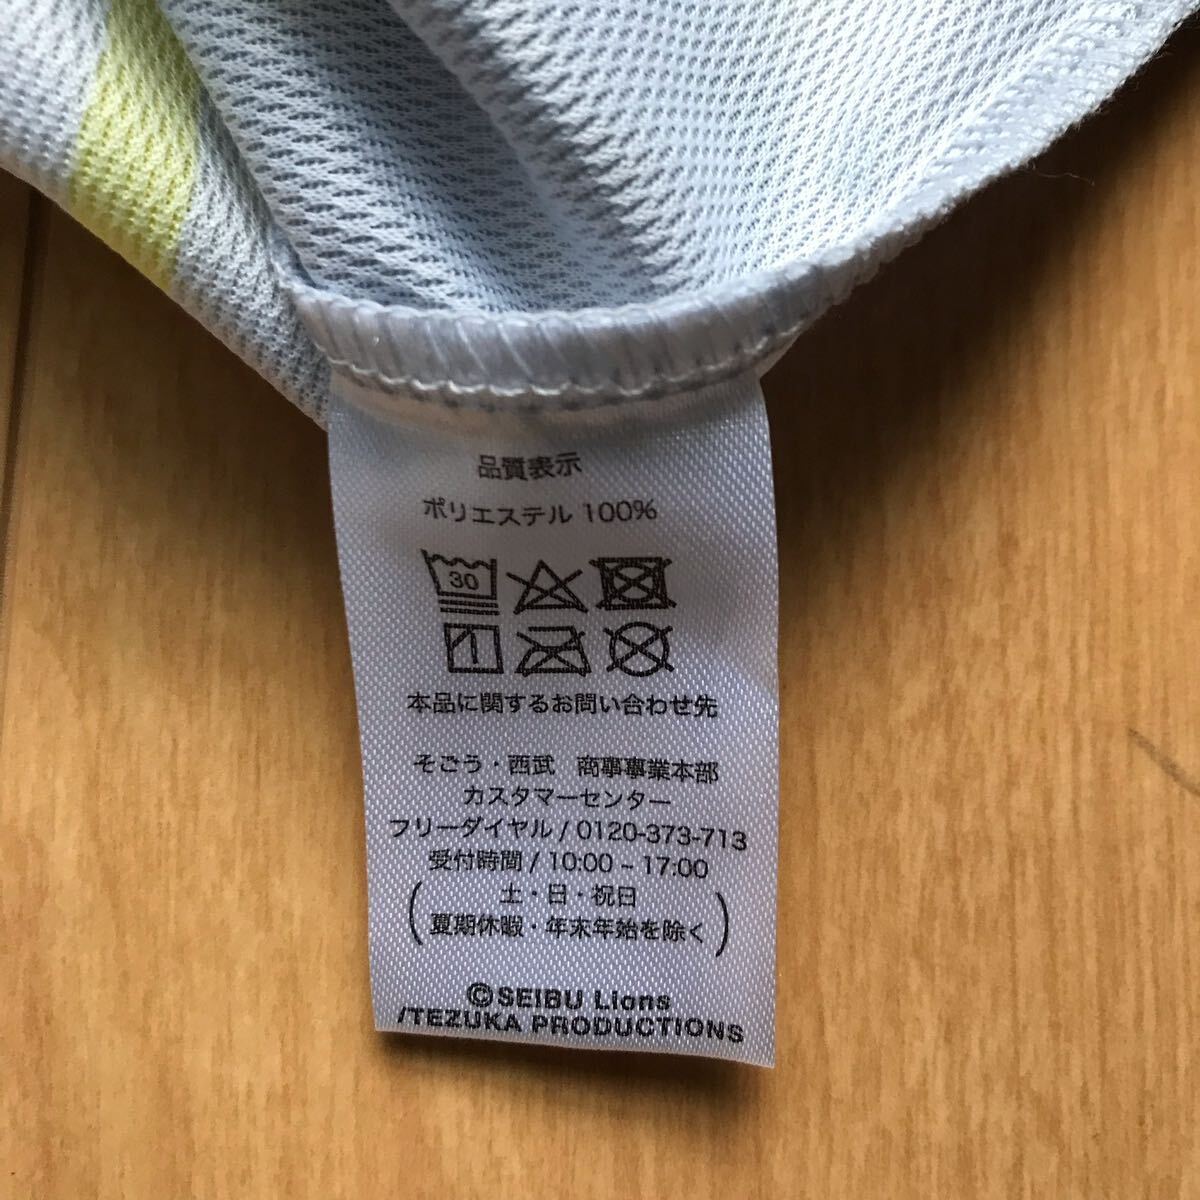 品質表示
ポリエステル 100%
30
本品に関するお問い合わせ先
そごう・西武 商事事業本部
カスタマーセンター
フリーダイヤル / 0120-373-713
受付時間 / 10:00 ~ 17:00
(土・日・祝日
夏期休暇・年末年始を除く)
©SEIBU Lions
/TEZUKA PRODUCTIONS